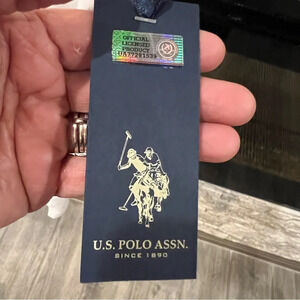 OFFICIAL
LICENSED
PRODUCT
U.S. POLO ASSN.
SINCE 1890